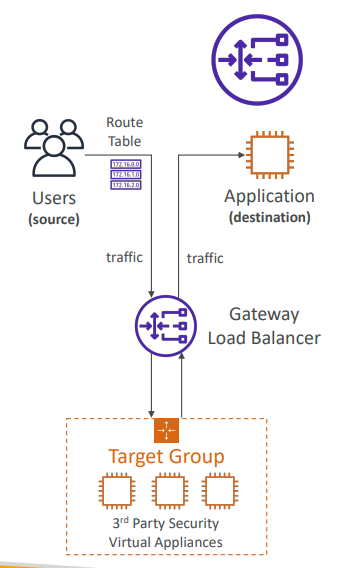 Route
Table
172.16.0.0
172.16.1.0
172.16.2.0
Users
(source)
Application
(destination)
traffic
traffic
Gateway
Load Balancer
Target Group
3rd Party Security
Virtual Appliances